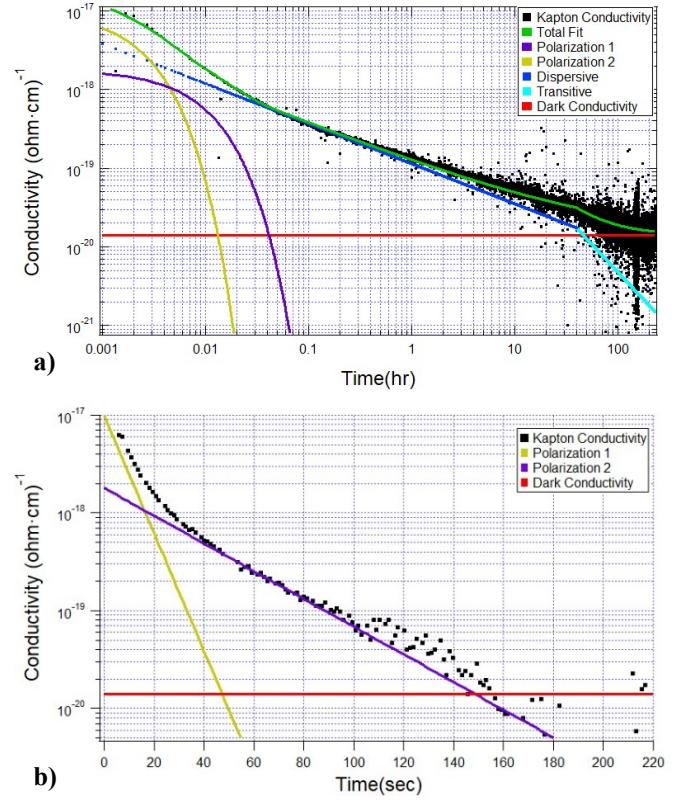 Conductivity (ohm·cm)⁻¹
10⁻¹⁷
10⁻¹⁸
10⁻¹⁹
10⁻²⁰
10⁻²¹
Kapton Conductivity
Total Fit
Polarization 1
Polarization 2
Dispersive
Transitive
Dark Conductivity
0.001
0.01
0.1
1
10
100
Time(hr)
a)
Conductivity (ohm·cm)⁻¹
10⁻¹⁷
10⁻¹⁸
10⁻¹⁹
10⁻²⁰
Kapton Conductivity
Polarization 1
Polarization 2
Dark Conductivity
0
20
40
60
80
100
120
140
160
180
200
220
Time(sec)
b)